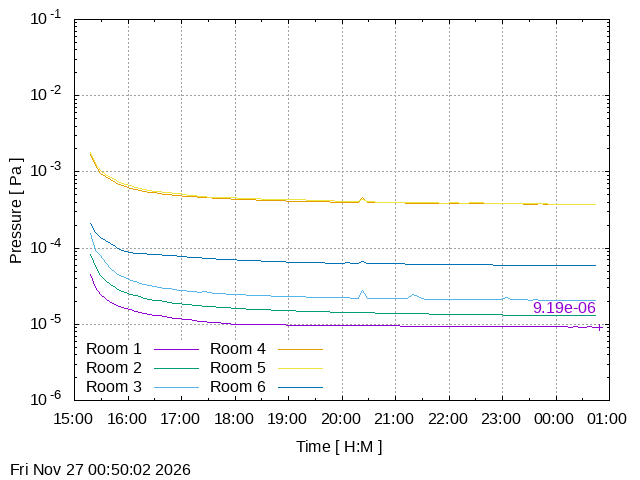 10^-1
10^-2
10^-3
10^-4
10^-5
10^-6
Pressure [ Pa ]
9.19e-06
Room 1 Room 4
Room 2 Room 5
Room 3 Room 6
15:00 16:00 17:00 18:00 19:00 20:00 21:00 22:00 23:00 00:00 01:00
Time [ H:M ]
Fri Nov 27 00:50:02 2026